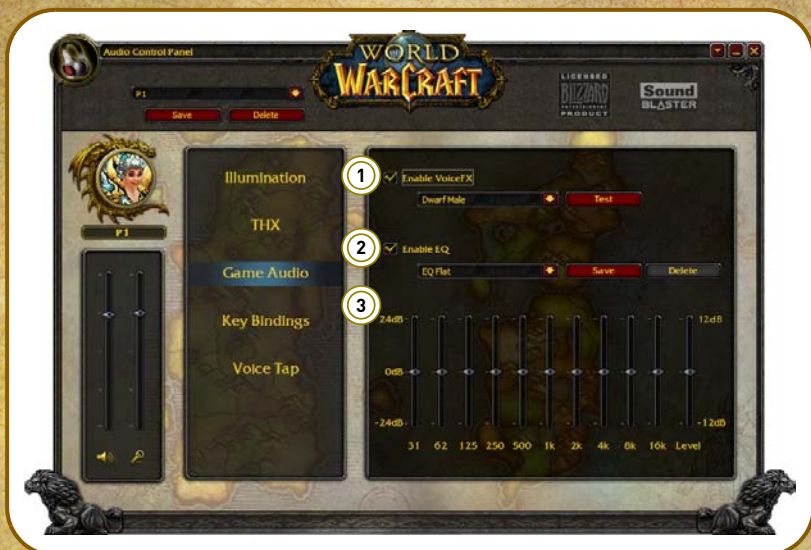 Audio Control Panel
WORLD
WARCRAFT
LICENSED
BLIZZARD
ENTERTAINMENT
PRODUCT
Sound
BLASTER
P1
Save Delete
P1
Illumination
THX
Game Audio
Key Bindings
Voice Tap
1 Enable VoiceFX
Dwarf Male Test
2 Enable EQ
EQ Flat Save Delete
3
24dB 12dB
0dB
-24dB -12dB
31 62 125 250 500 1k 2k 4k 8k 16k Level